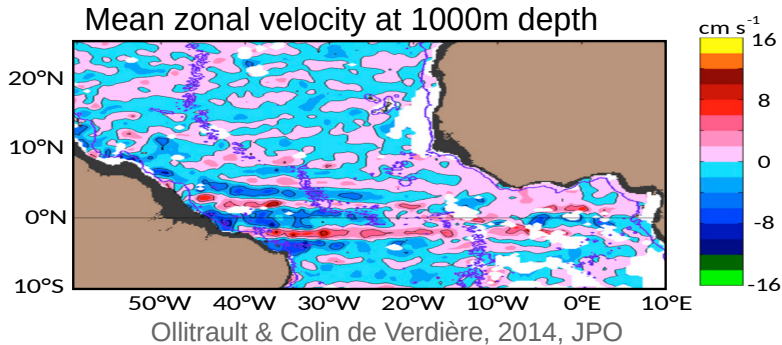 Mean zonal velocity at 1000m depth
cm s⁻¹
20°N
10°N
0°N
10°S
50°W 40°W 30°W 20°W 10°W 0°E 10°E
16
8
0
-8
-16
Ollitrault & Colin de Verdière, 2014, JPO